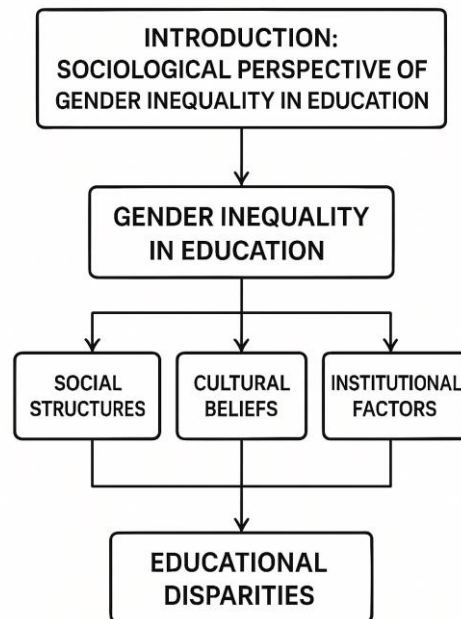 INTRODUCTION:
SOCIOLOGICAL PERSPECTIVE OF
GENDER INEQUALITY IN EDUCATION
GENDER INEQUALITY
IN EDUCATION
SOCIAL
STRUCTURES
CULTURAL
BELIEFS
INSTITUTIONAL
FACTORS
EDUCATIONAL
DISPARITIES